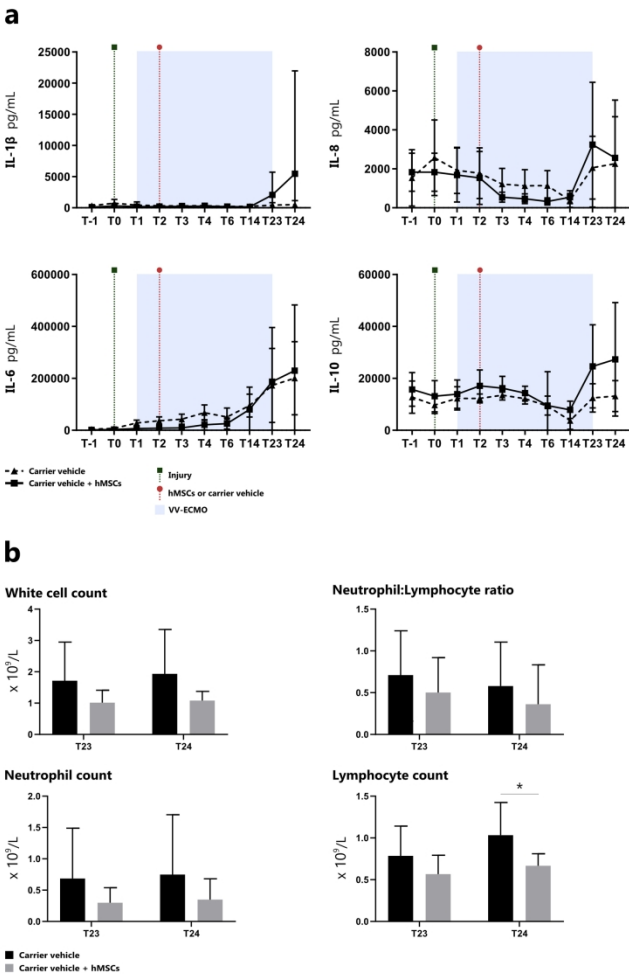 a
IL-1β pg/mL
25000
20000
15000
10000
5000
0
T-1 T0 T1 T2 T3 T4 T6 T14 T23 T24
IL-8 pg/mL
8000
6000
4000
2000
0
T-1 T0 T1 T2 T3 T4 T6 T14 T23 T24
IL-6 pg/mL
600000
400000
200000
0
T-1 T0 T1 T2 T3 T4 T6 T14 T23 T24
IL-10 pg/mL
60000
40000
20000
0
T-1 T0 T1 T2 T3 T4 T6 T14 T23 T24
Carrier vehicle
Carrier vehicle + hMSCs
Injury
hMSCs or carrier vehicle
VV-ECMO
b
White cell count
x 10⁹/L
4
3
2
1
0
T23 T24
Neutrophil:Lymphocyte ratio
x 10⁹/L
1.5
1.0
0.5
0.0
T23 T24
Neutrophil count
x 10⁹/L
2.0
1.5
1.0
0.5
0.0
T23 T24
Lymphocyte count
x 10⁹/L
1.5
1.0
0.5
0.0
*
T23 T24
Carrier vehicle
Carrier vehicle + hMSCs